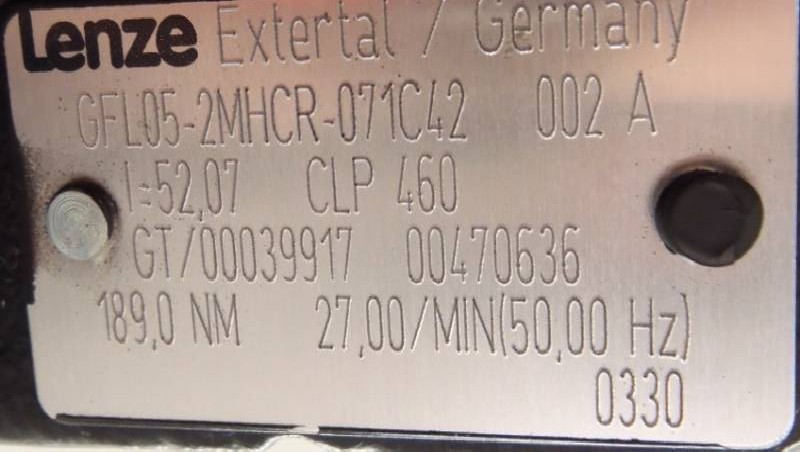 Lenze Extertal / Germany
GFL05-2MHCR-071C42 002 A
I=52,07 CLP 460
GT/00039917 00470636
189,0 NM 27,00/MIN(50,00 Hz)
0330